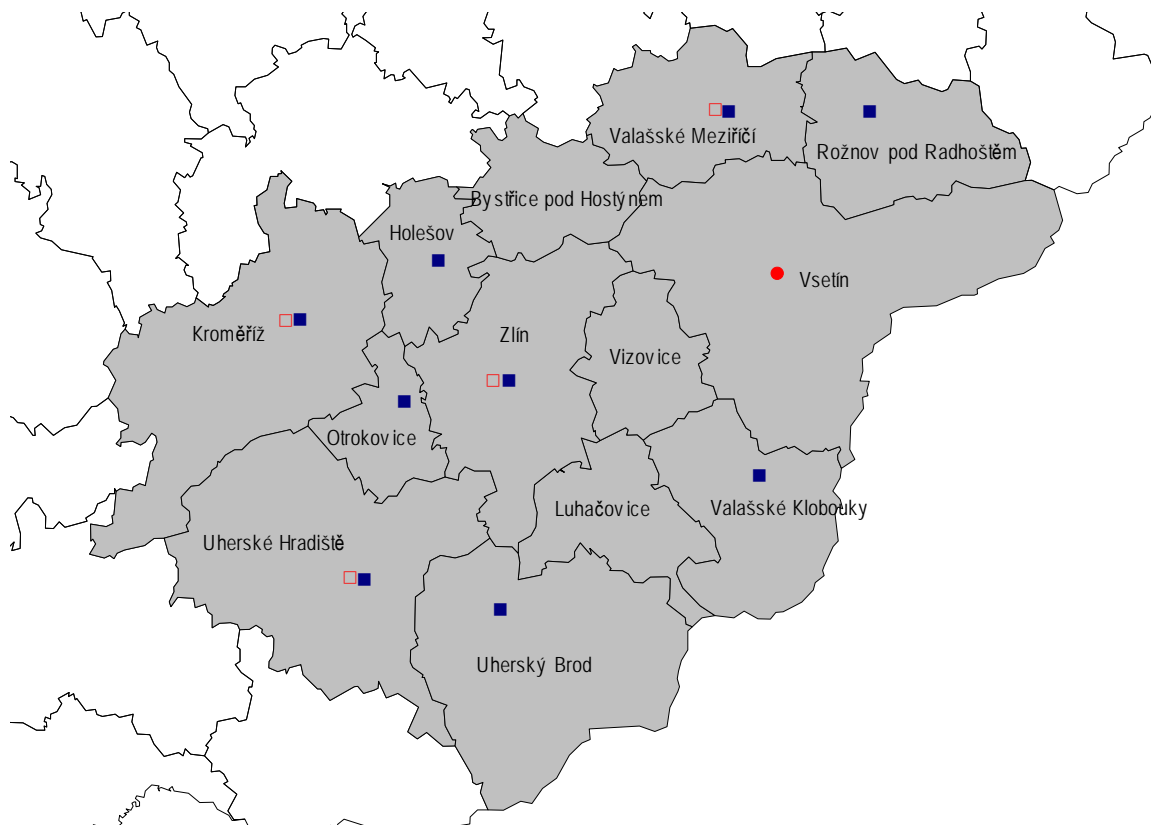 Valašské Meziříčí
Rožnov pod Radhoštěm
Bystřice pod Hostýnem
Holešov
Vsetín
Kroměříž
Zlín
Vizovice
Otrokovice
Luhačovice
Valašské Klobouky
Uherské Hradiště
Uherský Brod